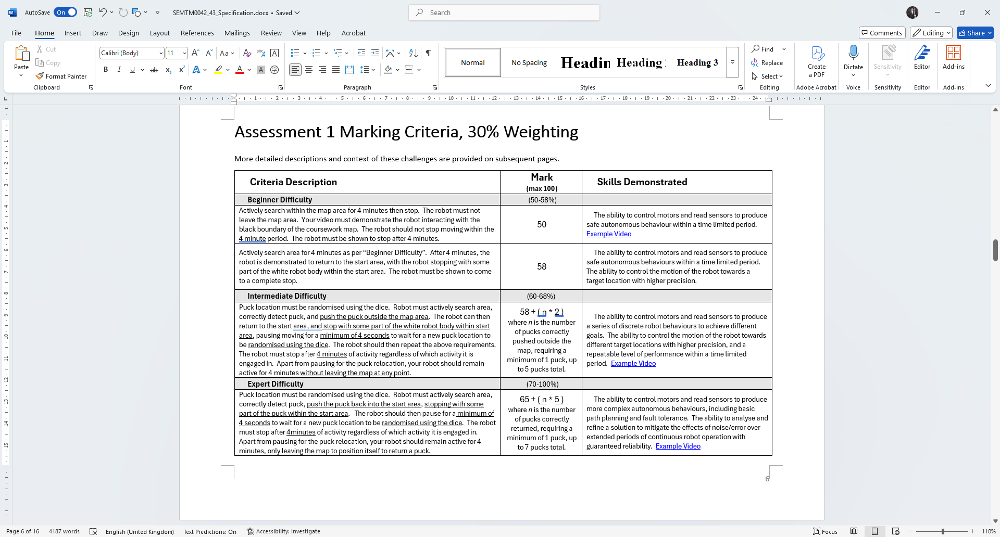 AutoSave On SEMTM0042_43_Specification.docx • Saved Search
File Home Insert Draw Design Layout References Mailings Review View Help Acrobat Comments Editing Share
Paste Cut Copy Format Painter Clipboard
Calibri (Body) 11 Font
Paragraph
Normal No Spacing Headin Heading Heading 3 Styles
Find Replace Select Editing
Create a PDF Adobe Acrobat
Dictate Voice
Sensitivity Sensitivity
Editor Editor
Add-ins Add-ins
1 2 3 4 5 6 7 8 9 10 11 12 13 14 15 16 17 18 19 20 21 22 23 24
Assessment 1 Marking Criteria, 30% Weighting
More detailed descriptions and context of these challenges are provided on subsequent pages.
Criteria Description
Mark
(max 100)
Skills Demonstrated
Beginner Difficulty
(50-58%)
Actively search within the map area for 4 minutes then stop. The robot must not
leave the map area. Your video must demonstrate the robot interacting with the
black boundary of the coursework map. The robot should not stop moving within the
4 minute period. The robot must be shown to stop after 4 minutes.
50
The ability to control motors and read sensors to produce
safe autonomous behaviour within a time limited period.
Example Video
Actively search area for 4 minutes as per “Beginner Difficulty”. After 4 minutes, the
robot is demonstrated to return to the start area, with the robot stopping with some
part of the white robot body within the start area. The robot must be shown to come
to a complete stop.
58
The ability to control motors and read sensors to produce
safe autonomous behaviours within a time limited period.
The ability to control the motion of the robot towards a
target location with higher precision.
Intermediate Difficulty
(60-68%)
Puck location must be randomised using the dice. Robot must actively search area,
correctly detect puck, and push the puck outside the map area. The robot can then
return to the start area, and stop with some part of the white robot body within start
area, pausing moving for a minimum of 4 seconds to wait for a new puck location to
be randomised using the dice. The robot should then repeat the above requirements.
The robot must stop after 4 minutes of activity regardless of which activity it is
engaged in. Apart from pausing for the puck relocation, your robot should remain
active for 4 minutes without leaving the map at any point.
58 + ( n * 2 )
where n is the number
of pucks correctly
pushed outside the
map, requiring a
minimum of 1 puck, up
to 5 pucks total.
The ability to control motors and read sensors to produce
a series of discrete robot behaviours to achieve different
goals. The ability to control the motion of the robot towards
different target locations with higher precision, and a
repeatable level of performance within a time limited
period. Example Video
Expert Difficulty
(70-100%)
Puck location must be randomised using the dice. Robot must actively search area,
correctly detect puck, push the puck back into the start area, stopping with some
part of the puck within the start area. The robot should then pause for a minimum of
4 seconds to wait for a new puck location to be randomised using the dice. The robot
must stop after 4minutes of activity regardless of which activity it is engaged in.
Apart from pausing for the puck relocation, your robot should remain active for 4
minutes, only leaving the map to position itself to return a puck.
65 + ( n * 5 )
where n is the number
of pucks correctly
returned, requiring a
minimum of 1 puck, up
to 7 pucks total.
The ability to control motors and read sensors to produce
more complex autonomous behaviours, including basic
path planning and fault tolerance. The ability to analyse and
refine a solution to mitigate the effects of noise/error over
extended periods of continuous robot operation with
guaranteed reliability. Example Video
6
Page 6 of 16 4187 words English (United Kingdom) Text Predictions: On Accessibility: Investigate Focus 110%